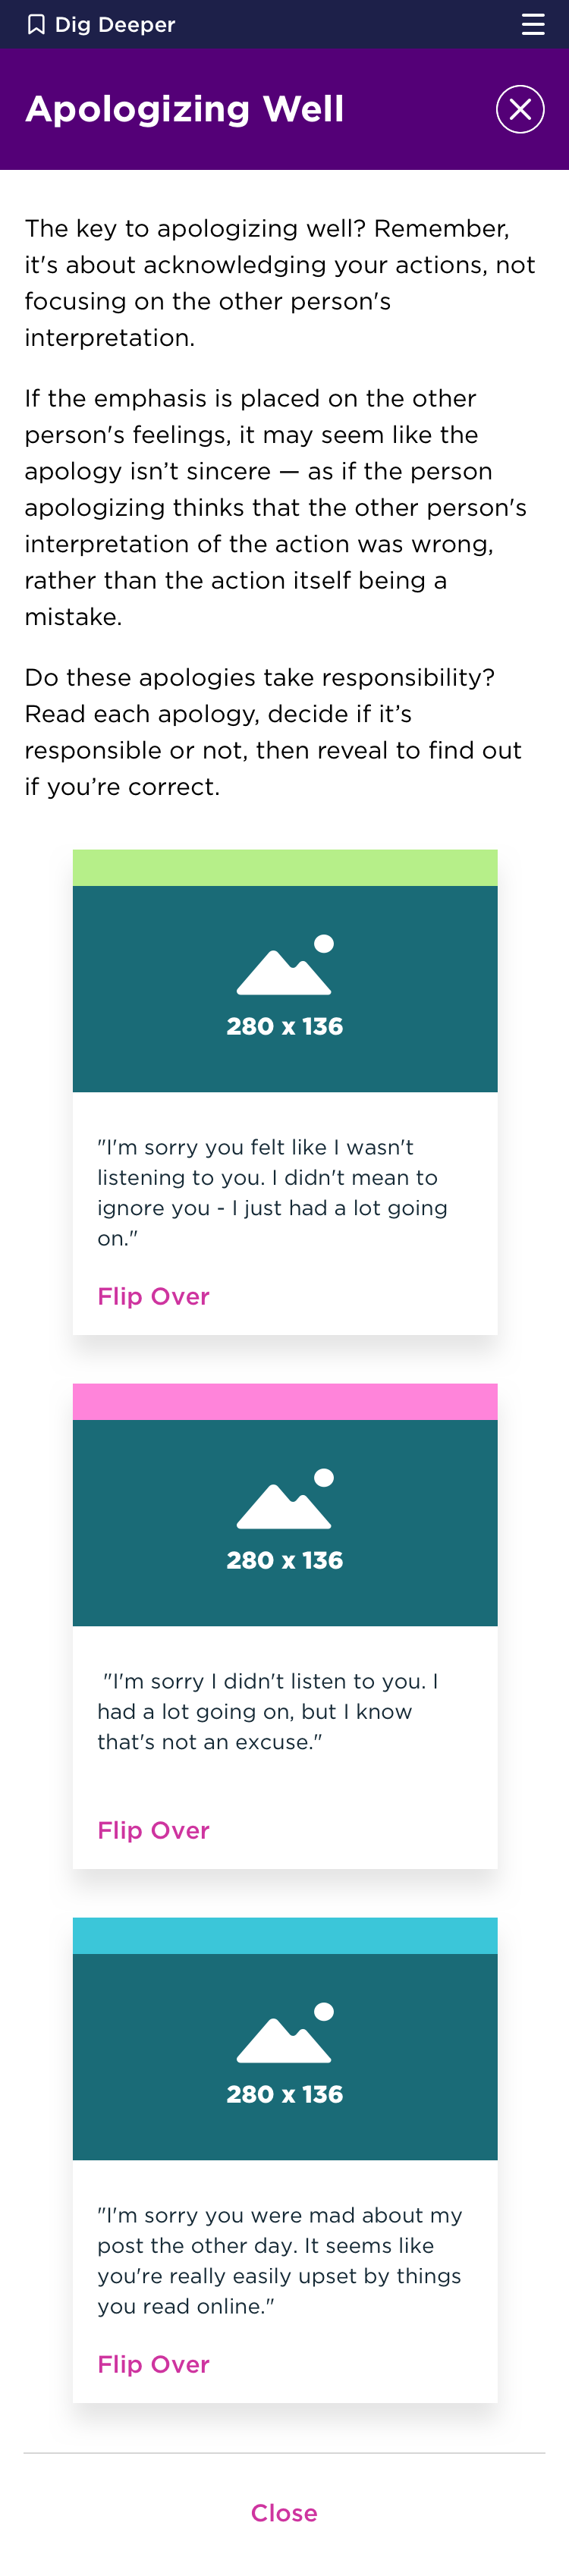 Dig Deeper
Apologizing Well
The key to apologizing well? Remember,
it's about acknowledging your actions, not
focusing on the other person's
interpretation.
If the emphasis is placed on the other
person's feelings, it may seem like the
apology isn’t sincere — as if the person
apologizing thinks that the other person's
interpretation of the action was wrong,
rather than the action itself being a
mistake.
Do these apologies take responsibility?
Read each apology, decide if it’s
responsible or not, then reveal to find out
if you’re correct.
280 x 136
"I'm sorry you felt like I wasn't
listening to you. I didn't mean to
ignore you - I just had a lot going
on."
Flip Over
280 x 136
"I'm sorry I didn't listen to you. I
had a lot going on, but I know
that's not an excuse."
Flip Over
280 x 136
"I'm sorry you were mad about my
post the other day. It seems like
you're really easily upset by things
you read online."
Flip Over
Close